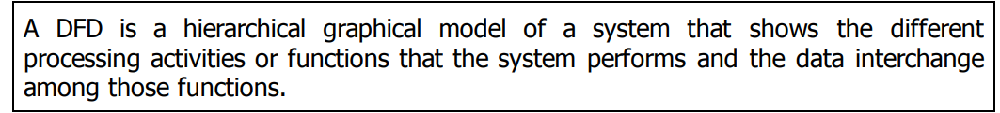 A DFD is a hierarchical graphical model of a system that shows the different
processing activities or functions that the system performs and the data interchange
among those functions.